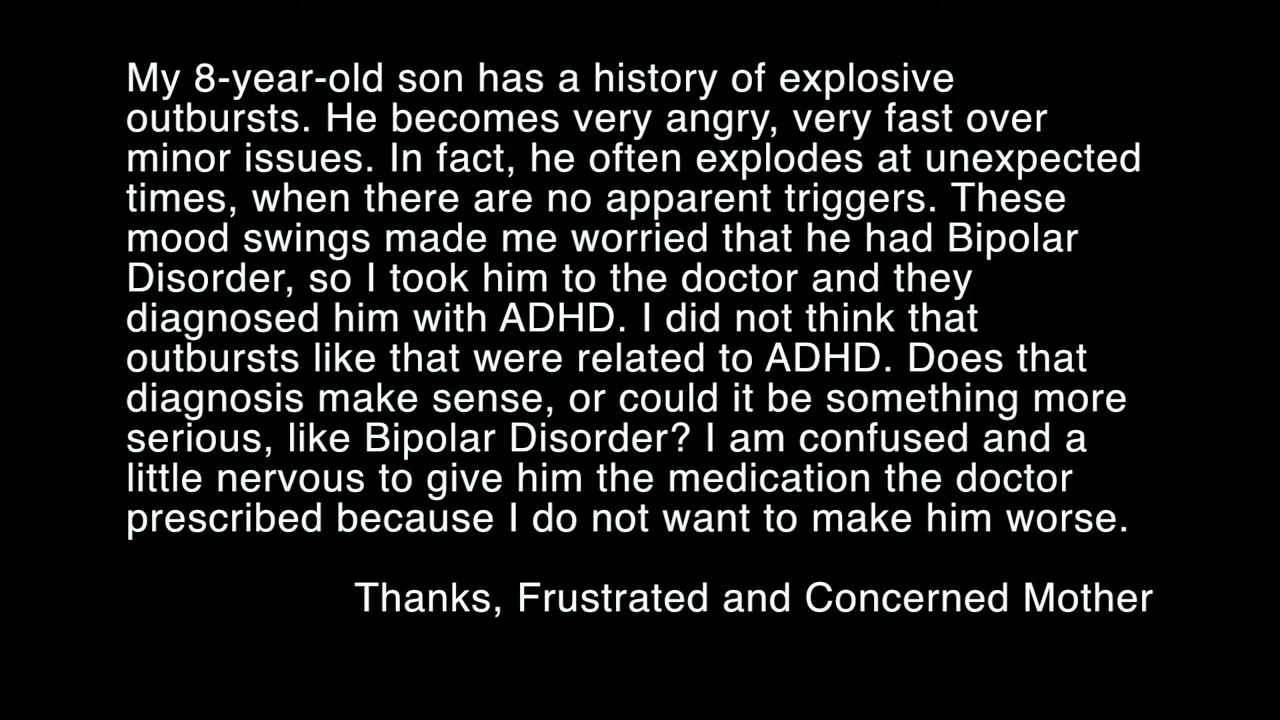 My 8-year-old son has a history of explosive
outbursts. He becomes very angry, very fast over
minor issues. In fact, he often explodes at unexpected
times, when there are no apparent triggers. These
mood swings made me worried that he had Bipolar
Disorder, so I took him to the doctor and they
diagnosed him with ADHD. I did not think that
outbursts like that were related to ADHD. Does that
diagnosis make sense, or could it be something more
serious, like Bipolar Disorder? I am confused and a
little nervous to give him the medication the doctor
prescribed because I do not want to make him worse.
Thanks, Frustrated and Concerned Mother